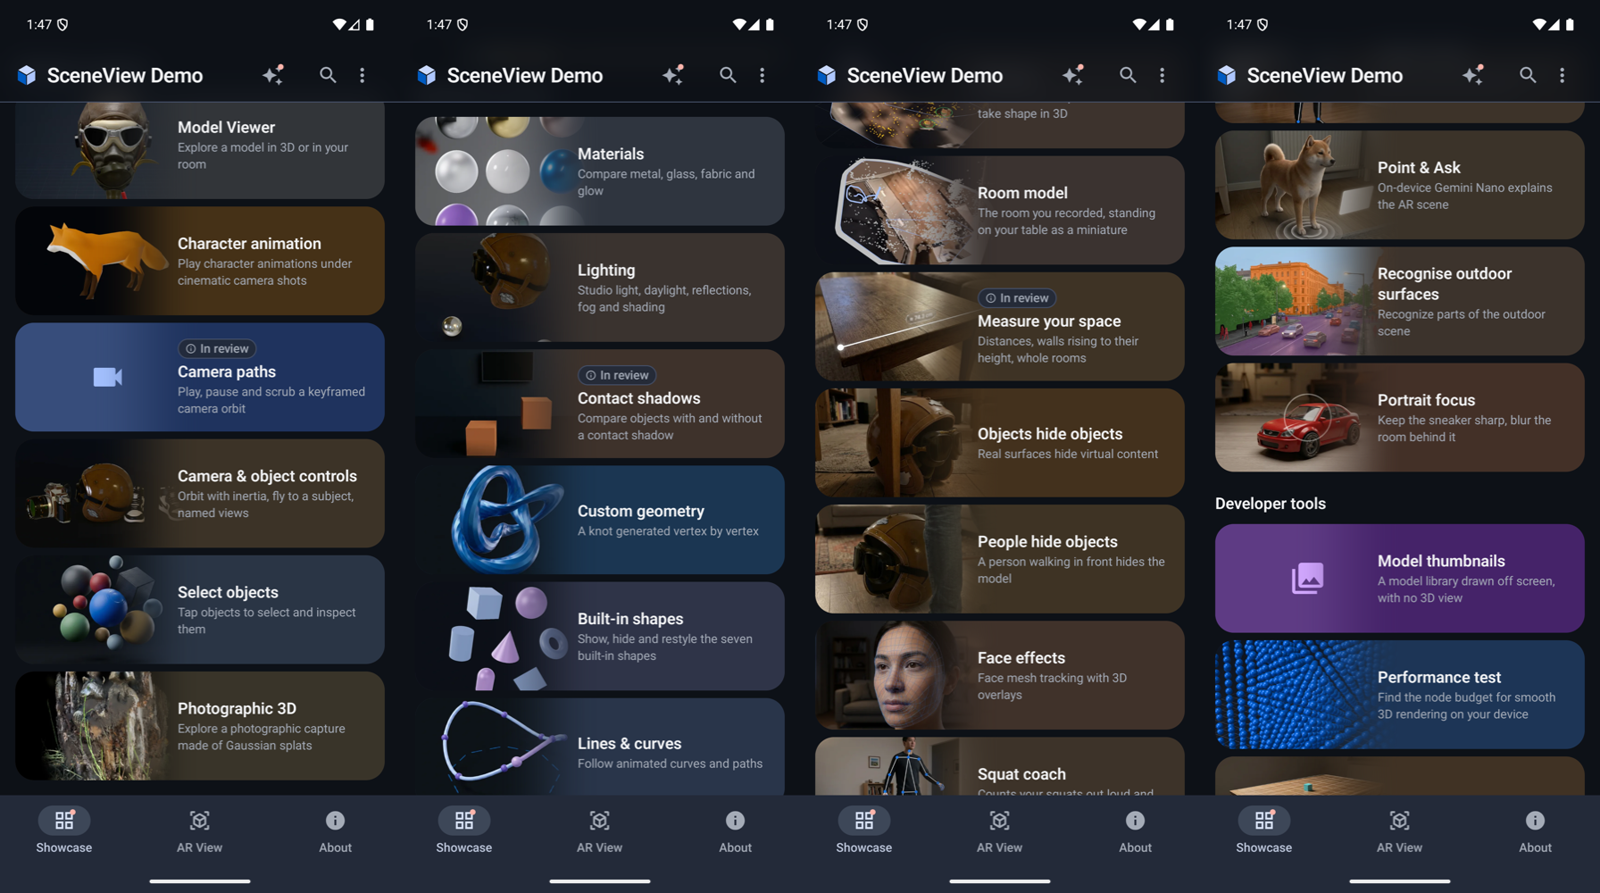 1:47
SceneView Demo
Model Viewer
Explore a model in 3D or in your
room
Character animation
Play character animations under
cinematic camera shots
In review
Camera paths
Play, pause and scrub a keyframed
camera orbit
Camera & object controls
Orbit with inertia, fly to a subject,
named views
Select objects
Tap objects to select and inspect
them
Photographic 3D
Explore a photographic capture
made of Gaussian splats
Showcase
AR View
About
1:47
SceneView Demo
Materials
Compare metal, glass, fabric and
glow
Lighting
Studio light, daylight, reflections,
fog and shading
In review
Contact shadows
Compare objects with and without
a contact shadow
Custom geometry
A knot generated vertex by vertex
Built-in shapes
Show, hide and restyle the seven
built-in shapes
Lines & curves
Follow animated curves and paths
Showcase
AR View
About
1:47
SceneView Demo
take shape in 3D
Room model
The room you recorded, standing
on your table as a miniature
In review
Measure your space
Distances, walls rising to their
height, whole rooms
Objects hide objects
Real surfaces hide virtual content
People hide objects
A person walking in front hides the
model
Face effects
Face mesh tracking with 3D
overlays
Squat coach
Counts your squats out loud and
Showcase
AR View
About
1:47
SceneView Demo
Point & Ask
On-device Gemini Nano explains
the AR scene
Recognise outdoor
surfaces
Recognize parts of the outdoor
scene
Portrait focus
Keep the sneaker sharp, blur the
room behind it
Developer tools
Model thumbnails
A model library drawn off screen,
with no 3D view
Performance test
Find the node budget for smooth
3D rendering on your device
Showcase
AR View
About